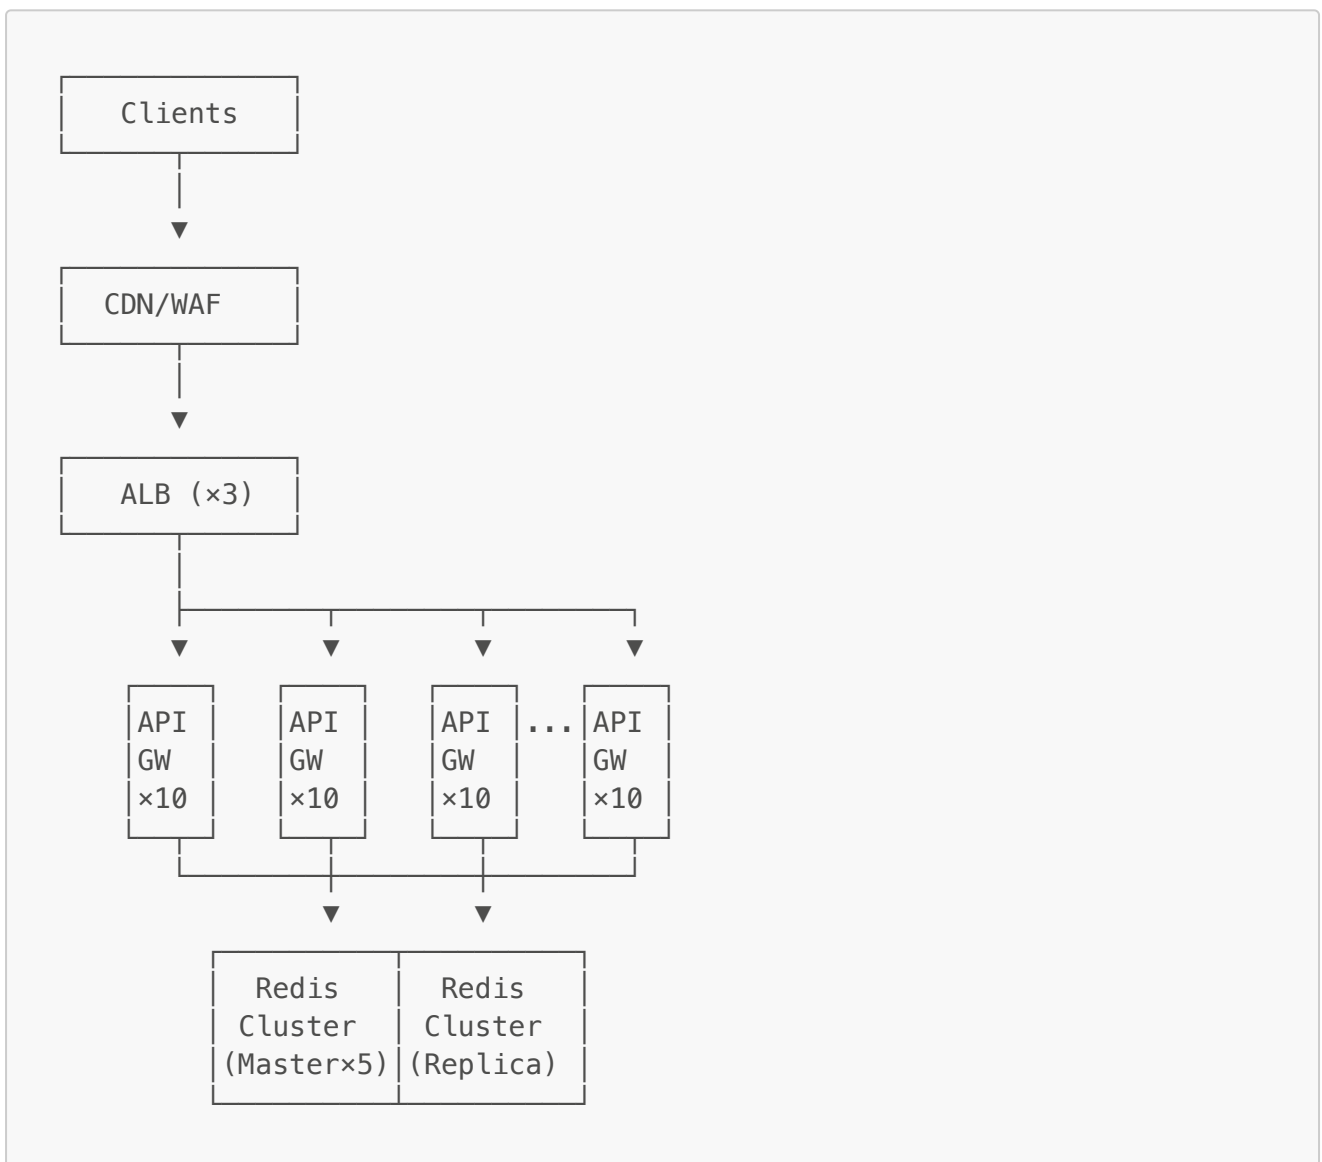 Clients
CDN/WAF
ALB (×3)
API API API ... API
GW GW GW GW
×10 ×10 ×10 ×10
Redis Redis
Cluster Cluster
(Master×5) (Replica)